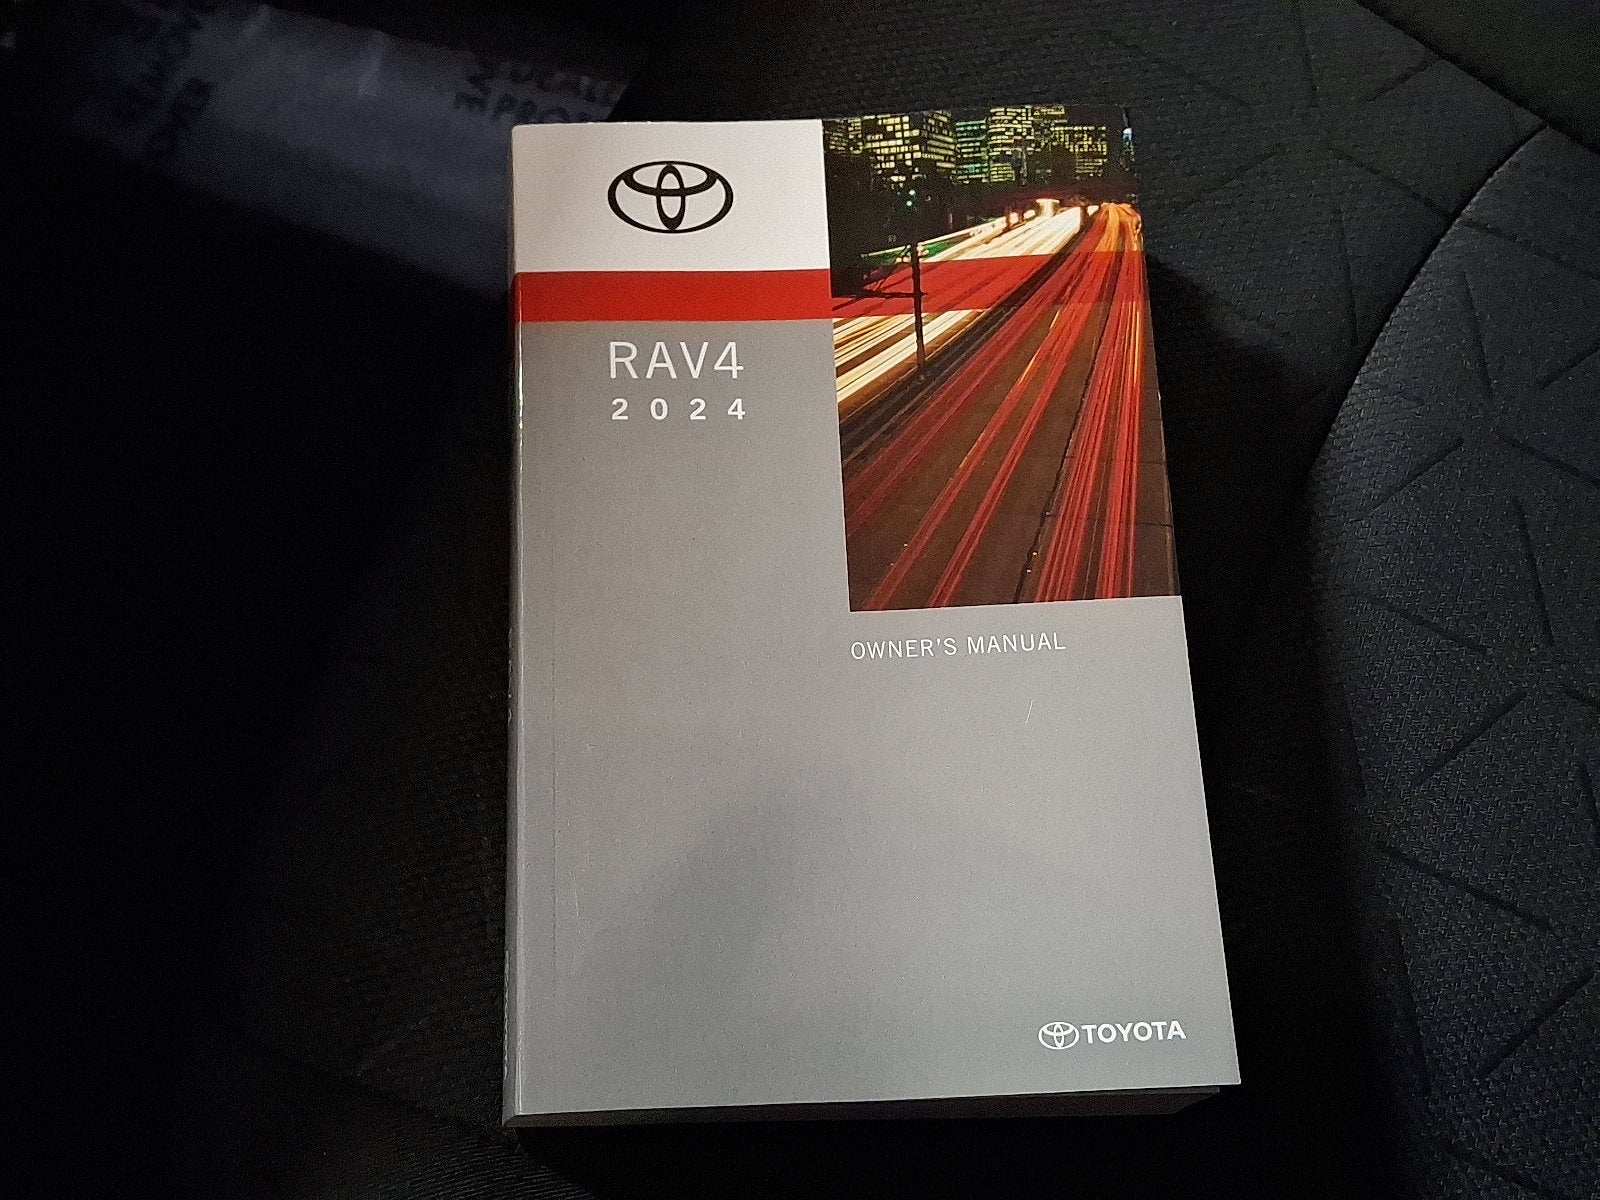 RAV4
2024
OWNER'S MANUAL
TOYOTA